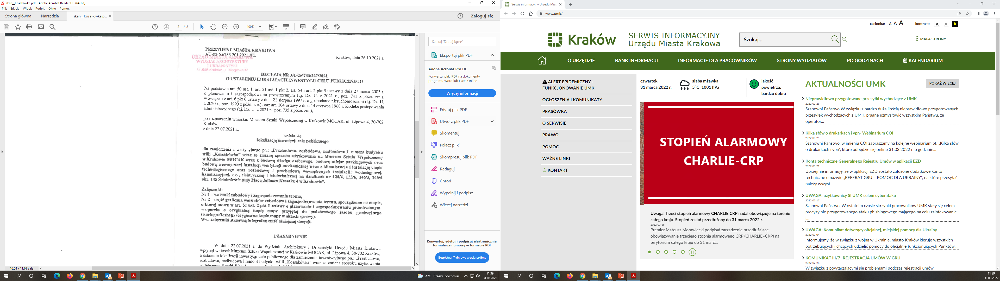 skan__Kosakówka.pdf - Adobe Acrobat Reader DC (64-bit)
Plik Edycja Widok Podpis Okno Pomoc
Strona główna Narzędzia skan__Kosakówka.p... ×
Zaloguj się
2 / 2 100%
PREZYDENT MIASTA KRAKOWA
AU-02-6.6733.201.2021.JPL
Kraków, dnia 26.10.2021 r.
URZĄD MIASTA KRAKOWA
WYDZIAŁ ARCHITEKTURY
I URBANISTYKI
31-545 Kraków, ul. Mogilska 41
DECYZJA NR AU-2/6733/227/2021
O USTALENIU LOKALIZACJI INWESTYCJI CELU PUBLICZNEGO
Na podstawie art. 50 ust. 1, art. 51 ust. 1 pkt 2, art. 54 i art. 2 pkt 5 ustawy z dnia 27 marca 2003 r.
o planowaniu i zagospodarowaniu przestrzennym (t.j. Dz. U. z 2021 r., poz. 741 z późn. zm.),
w związku z art. 6 pkt 6 ustawy z dnia 21 sierpnia 1997 r. o gospodarce nieruchomościami (t.j. Dz. U.
z 2020 r., poz. 1990 z późn. zm.) oraz art. 104 ustawy z dnia 14 czerwca 1960 r. Kodeks postępowania
administracyjnego (t.j. Dz. U. z 2021 r., poz. 735 z późn. zm.),
po rozpatrzeniu wniosku: Muzeum Sztuki Współczesnej w Krakowie MOCAK, ul. Lipowa 4, 30-702
Kraków,
z dnia 22.07.2021 r.,
ustala się
lokalizację inwestycji celu publicznego
dla zamierzenia inwestycyjnego pn.: „Przebudowa, rozbudowa, nadbudowa i remont budynku
willi „Kossakówka" wraz ze zmianą sposobu użytkowania na Muzeum Sztuki Współczesnej
w Krakowie MOCAK wraz z budową dźwigu osobowego, budową miejsc parkingowych oraz
budową wewnętrznej instalacji wentylacji mechanicznej wraz z klimatyzacją i instalacją ciepła
technologicznego oraz rozbudową i przebudową wewnętrznych instalacji: wodociągowej,
kanalizacyjnej, c.o., elektrycznej i teletechnicznej na działkach nr 120/4, 123/6, 146/3, 146/4
obr. 145 Śródmieście przy Placu Juliusza Kossaka 4 w Krakowie".
Załączniki:
Nr 1 – warunki zabudowy i zagospodarowania terenu,
Nr 2 – część graficzna warunków zabudowy i zagospodarowania terenu, sporządzona na mapie,
o której mowa w art. 52 ust. 2 pkt 1 ustawy o planowaniu i zagospodarowaniu przestrzennym,
w oparciu o oryginalną kopię mapy przyjętej do państwowego zasobu geodezyjnego
i kartograficznego (oryginalna kopia mapy w aktach sprawy).
Ww. załączniki stanowią integralną część niniejszej decyzji.
UZASADNIENIE
W dniu 22.07.2021 r. do Wydziału Architektury i Urbanistyki Urzędu Miasta Krakowa
wpłynął wniosek Muzeum Sztuki Współczesnej w Krakowie MOCAK, ul. Lipowa 4, 30-702 Kraków,
o ustalenie lokalizacji inwestycji celu publicznego dla zamierzenia inwestycyjnego pn.: „Przebudowa,
rozbudowa, nadbudowa i remont budynku willi „Kossakówka" wraz ze zmianą sposobu użytkowania
na Muzeum Sztuki Współczesnej w Krakowie MOCAK
16,54 x 11,69 cale
Szukaj 'Dodaj łącze'
Eksportuj plik PDF
Adobe Acrobat Pro DC
Konwertuj pliki PDF na dokumenty
programu Word lub Excel Online
Więcej informacji
Edytuj plik PDF
Utwórz plik PDF
Skomentuj
Połącz pliki
Skompresuj plik PDF
Redaguj
Chroń
Wypełnij i podpisz
Więcej narzędzi
Konwertuj, edytuj i podpisuj elektronicznie
formularze i umowy w formacie PDF
Bezpłatna, 7-dniowa wersja próbna
4°C Przew. pochmur. 11:39
31.03.2022
Serwis informacyjny Urzędu Mias
www.umk/
czcionka: A A A kontrast: A A A
Kraków
SERWIS INFORMACYJNY
Urzędu Miasta Krakowa
Szukaj...
MAPA STRONY
O URZĘDZIE BANK INFORMACJI INFORMACJE DLA PRACOWNIKÓW STRONY WYDZIAŁÓW PO GODZINACH KALENDARIUM
ALERT EPIDEMICZNY -
FUNKCJONOWANIE UMK
OGŁOSZENIA I KOMUNIKATY
PRASÓWKA
O SERWISIE
PRAWO
POMOC
WAŻNE LINKI
KONTAKT
czwartek,
31 marca 2022 r.
słaba mżawka
5°C 1001 hPa
jakość
powietrza:
bardzo dobra
STOPIEŃ ALARMOWY
CHARLIE-CRP
Uwaga! Trzeci stopień alarmowy CHARLIE CRP nadal obowiązuje na terenie
całego kraju. Stopień został przedłużony do 31 marca 2022 r.
2022-03-16
Premier Mateusz Morawiecki podpisał zarządzenie przedłużające
obowiązywanie trzeciego stopnia alarmowego CRP (CHARLIE–CRP) na
terytorium całego kraju do 31 marc...
AKTUALNOŚCI UMK
POKAŻ WIĘCEJ
Nieprawidłowo przygotowane przesyłki wychodzące z UMK
2022-03-28
Szanowni Państwo W związku z bardzo dużą ilością nieprawidłowo przygotowanych
przesyłek wychodzących z UMK, pragnę uzmysłowić wszystkim Państwu, że
operator...
Kilka słów o drukarkach i vpn- Webinarium COI
2022-03-25
Szanowni Państwo, w imieniu COI zapraszamy na kolejne webinarium pt. „Kilka słów
o drukarkach i vpn", które odbędzie się online 31.03.2022 r. o godzinie...
Konta techniczne Generalnego Rejestru Umów w aplikacji EZD
2022-03-21
Uprzejmie informuję, że w aplikacji EZD zostało założone dodatkowe konto
techniczne o nazwie „REFERAT GRU – POMOC DLA UKRAINY", na które przesyłać
należy wszyst...
UWAGA: użytkownicy SI UMK celem cyberataku
2022-03-17
Szanowni Państwo, W ostatnim czasie skrzynki pracowników UMK stały się celem
precyzyjnie przygotowanego ataku phishingowego mającego na celu zainfekowanie
i...
UWAGA: Komunikat dotyczący oficjalnej, miejskiej pomocy dla Ukrainy
2022-03-04
Informujemy, że w związku z wojną w Ukrainie, miasto Kraków kieruje wszystkich
potrzebujących i chcących udzielić pomocy do oficjalnie funkcjonujących Punktów,...
KOMUNIKAT III/7- REJESTRACJA UMÓW W GRU
2022-02-28
W związku z powtarzającymi się problemami podczas rejestracji umów
11:39
31.03.2022